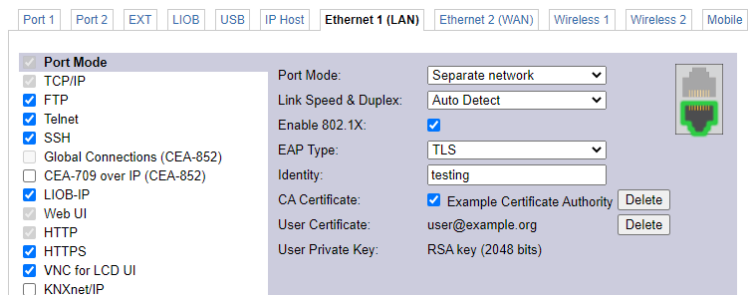 Port 1 Port 2 EXT LIOB USB IP Host Ethernet 1 (LAN) Ethernet 2 (WAN) Wireless 1 Wireless 2 Mobile
Port Mode
TCP/IP
FTP
Telnet
SSH
Global Connections (CEA-852)
CEA-709 over IP (CEA-852)
LIOB-IP
Web UI
HTTP
HTTPS
VNC for LCD UI
KNXnet/IP
Port Mode: Separate network
Link Speed & Duplex: Auto Detect
Enable 802.1X:
EAP Type: TLS
Identity: testing
CA Certificate: Example Certificate Authority Delete
User Certificate: user@example.org Delete
User Private Key: RSA key (2048 bits)